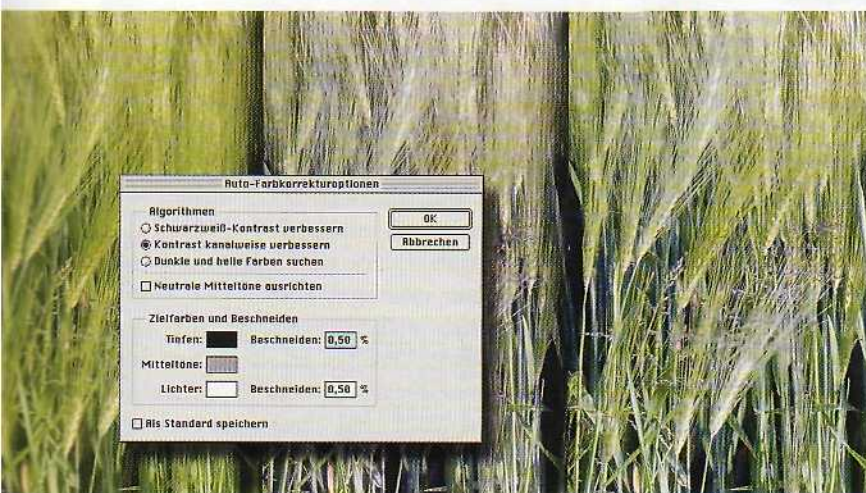 Auto-Farbkorrekturoptionen
Algorithmen
Schwarzweiß-Kontrast verbessern
Kontrast kanalweise verbessern
Dunkle und helle Farben suchen
Neutrale Mitteltöne ausrichten
OK
Abbrechen
Zielfarben und Beschneiden
Tiefen: Beschneiden: 0,50 %
Mitteltöne:
Lichter: Beschneiden: 0,50 %
Als Standard speichern